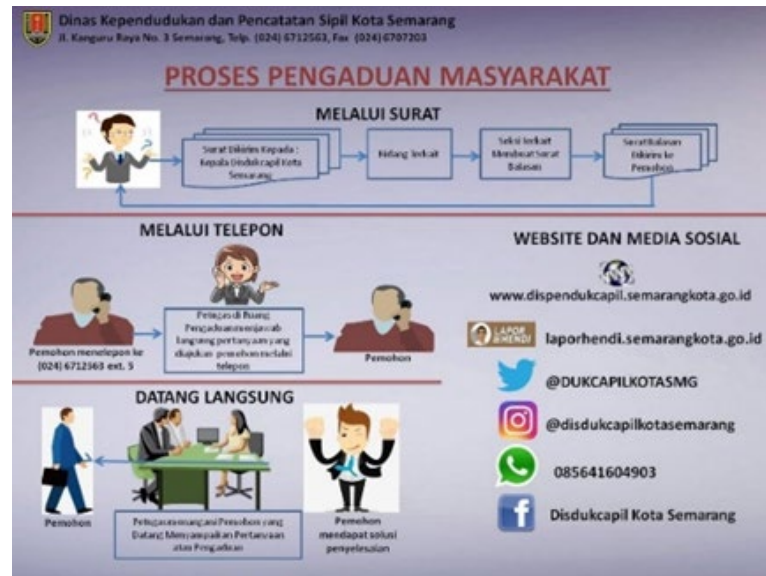 Dinas Kependudukan dan Pencatatan Sipil Kota Semarang
Jl. Kanguru Raya No. 3 Semarang, Telp. (024) 6712563, Fax (024) 6707203
PROSES PENGADUAN MASYARAKAT
MELALUI SURAT
Surat Dikirim Kepada :
Kepala Dindukcapil Kota
Semarang
Bidang Terkait
Seksi Terkait
Membuat Surat
Balasan
Surat Balasan
Dikirim ke
Pemohon
MELALUI TELEPON
Pemohon menelepon ke
(024) 6712563 ext. 5
Petugas di Ruang
Pengaduan menjawab
langsung pertanyaan yang
diajukan pemohon melalui
telepon
Pemohon
DATANG LANGSUNG
Pemohon
Petugas menangani Pemohon yang
Datang Menyampaikan Pertanyaan
atau Pengaduan
Pemohon
mendapat solusi
penyelesaian
WEBSITE DAN MEDIA SOSIAL
www.dispendukcapil.semarangkota.go.id
LAPOR
HENDI
laporhendi.semarangkota.go.id
@DUKCAPILKOTASMG
@disdukcapilkotasemarang
085641604903
Disdukcapil Kota Semarang